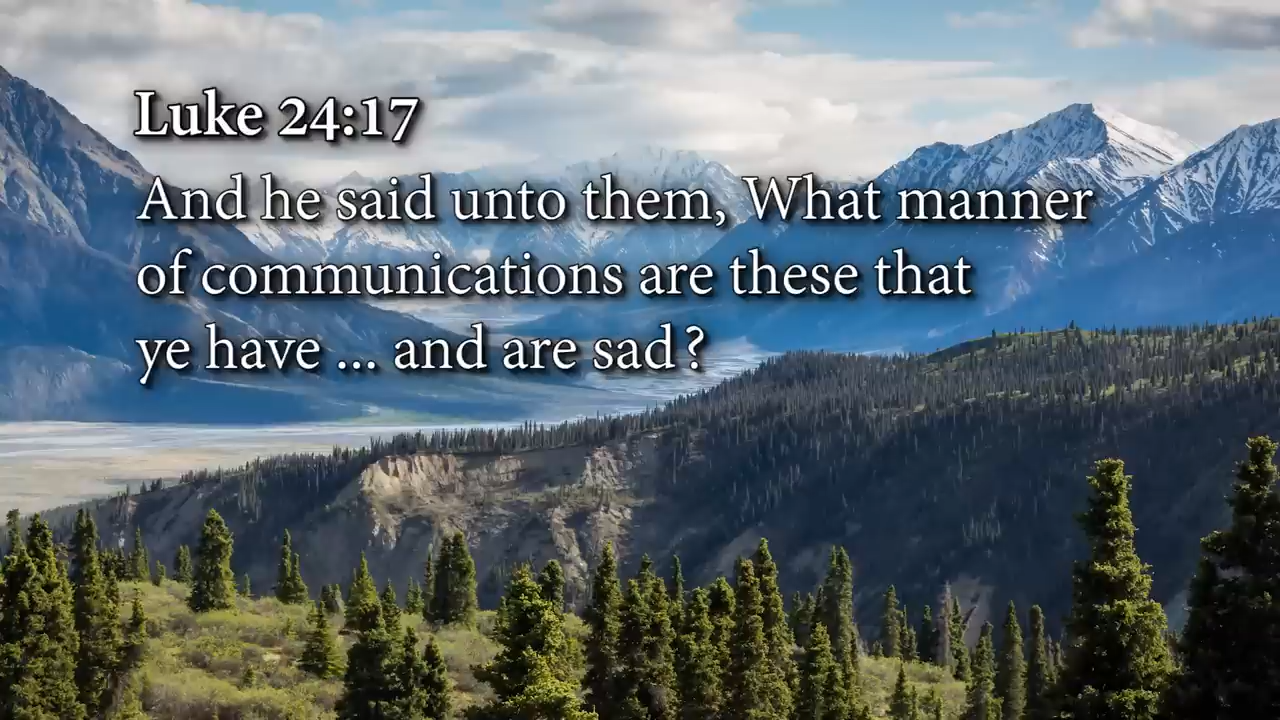 Luke 24:17
And he said unto them, What manner
of communications are these that
ye have ... and are sad?